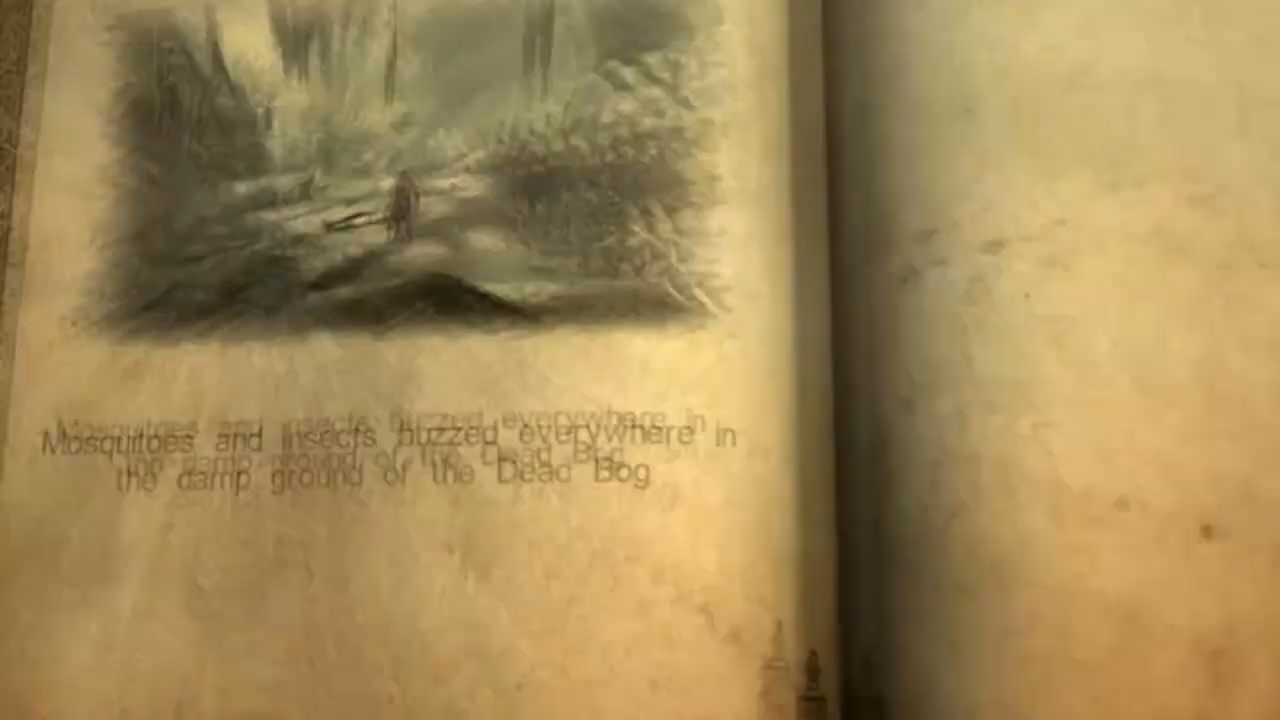 Mosquitoes and insects buzzed everywhere in
the damp ground of the Dead Bog